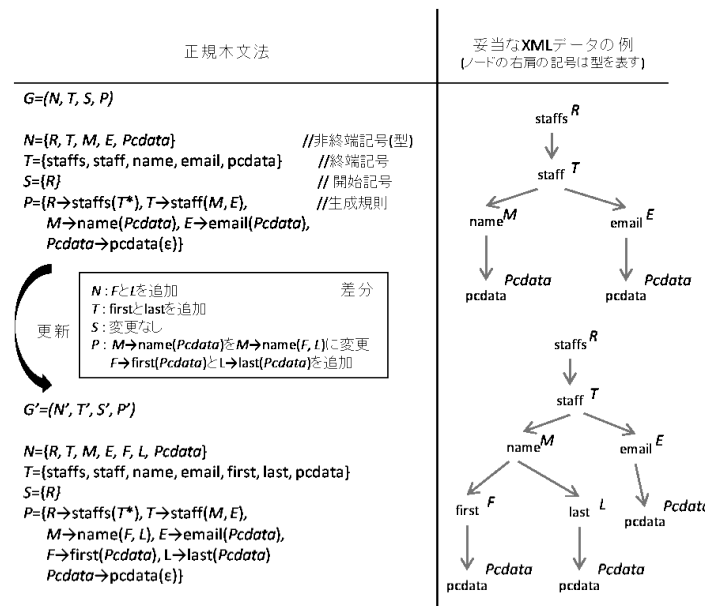 正規木文法
妥当なXMLデータの例
(ノードの右肩の記号は型を表す)
G=(N, T, S, P)
N={R, T, M, E, Pcdata} //非終端記号(型)
T={staffs, staff, name, email, pcdata} //終端記号
S={R} //開始記号
P={R→staffs(T*), T→staff(M, E), //生成規則
M→name(Pcdata), E→email(Pcdata),
Pcdata→pcdata(ε)}
staffs R
staff T
name M email E
Pcdata Pcdata
pcdata pcdata
更新
差分
N : FとLを追加
T : firstとlastを追加
S : 変更なし
P : M→name(Pcdata)をM→name(F, L)に変更
F→first(Pcdata)とL→last(Pcdata)を追加
G'=(N', T', S', P')
N={R, T, M, E, F, L, Pcdata}
T={staffs, staff, name, email, first, last, pcdata}
S={R}
P={R→staffs(T*), T→staff(M, E),
M→name(F, L), E→email(Pcdata),
F→first(Pcdata), L→last(Pcdata)
Pcdata→pcdata(ε)}
staffs R
staff T
name M email E
first F last L pcdata Pcdata
Pcdata Pcdata
pcdata pcdata